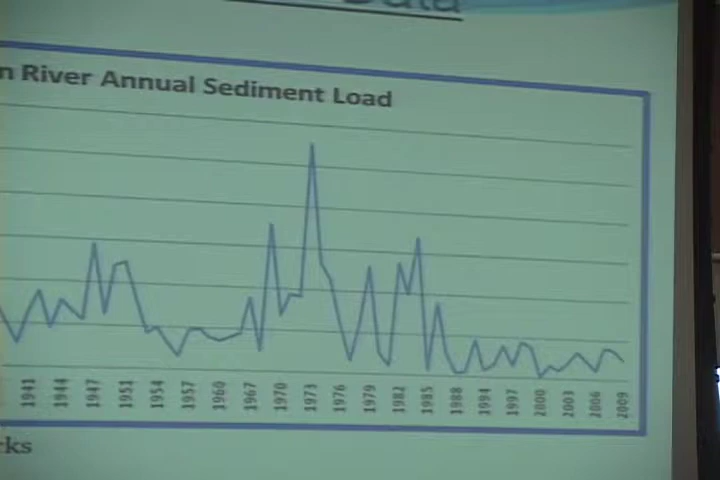 Data
n River Annual Sediment Load
1941 1944 1947 1951 1954 1957 1960 1967 1970 1973 1976 1979 1982 1985 1988 1994 1997 2000 2003 2006 2009
rks